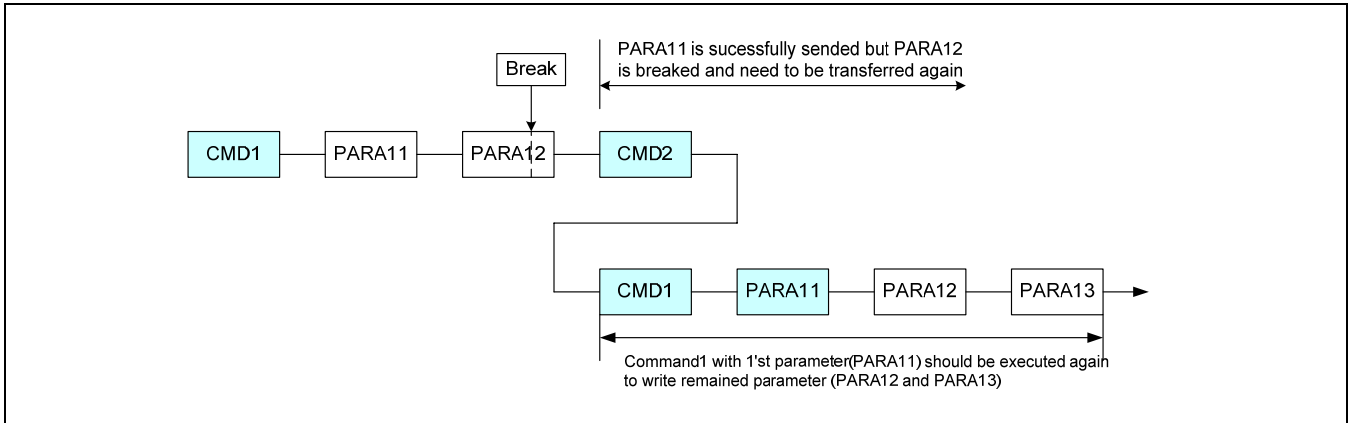 PARA11 is sucessfully sended but PARA12
is breaked and need to be transferred again
Break
CMD1
PARA11
PARA12
CMD2
CMD1
PARA11
PARA12
PARA13
Command1 with 1'st parameter(PARA11) should be executed again
to write remained parameter (PARA12 and PARA13)